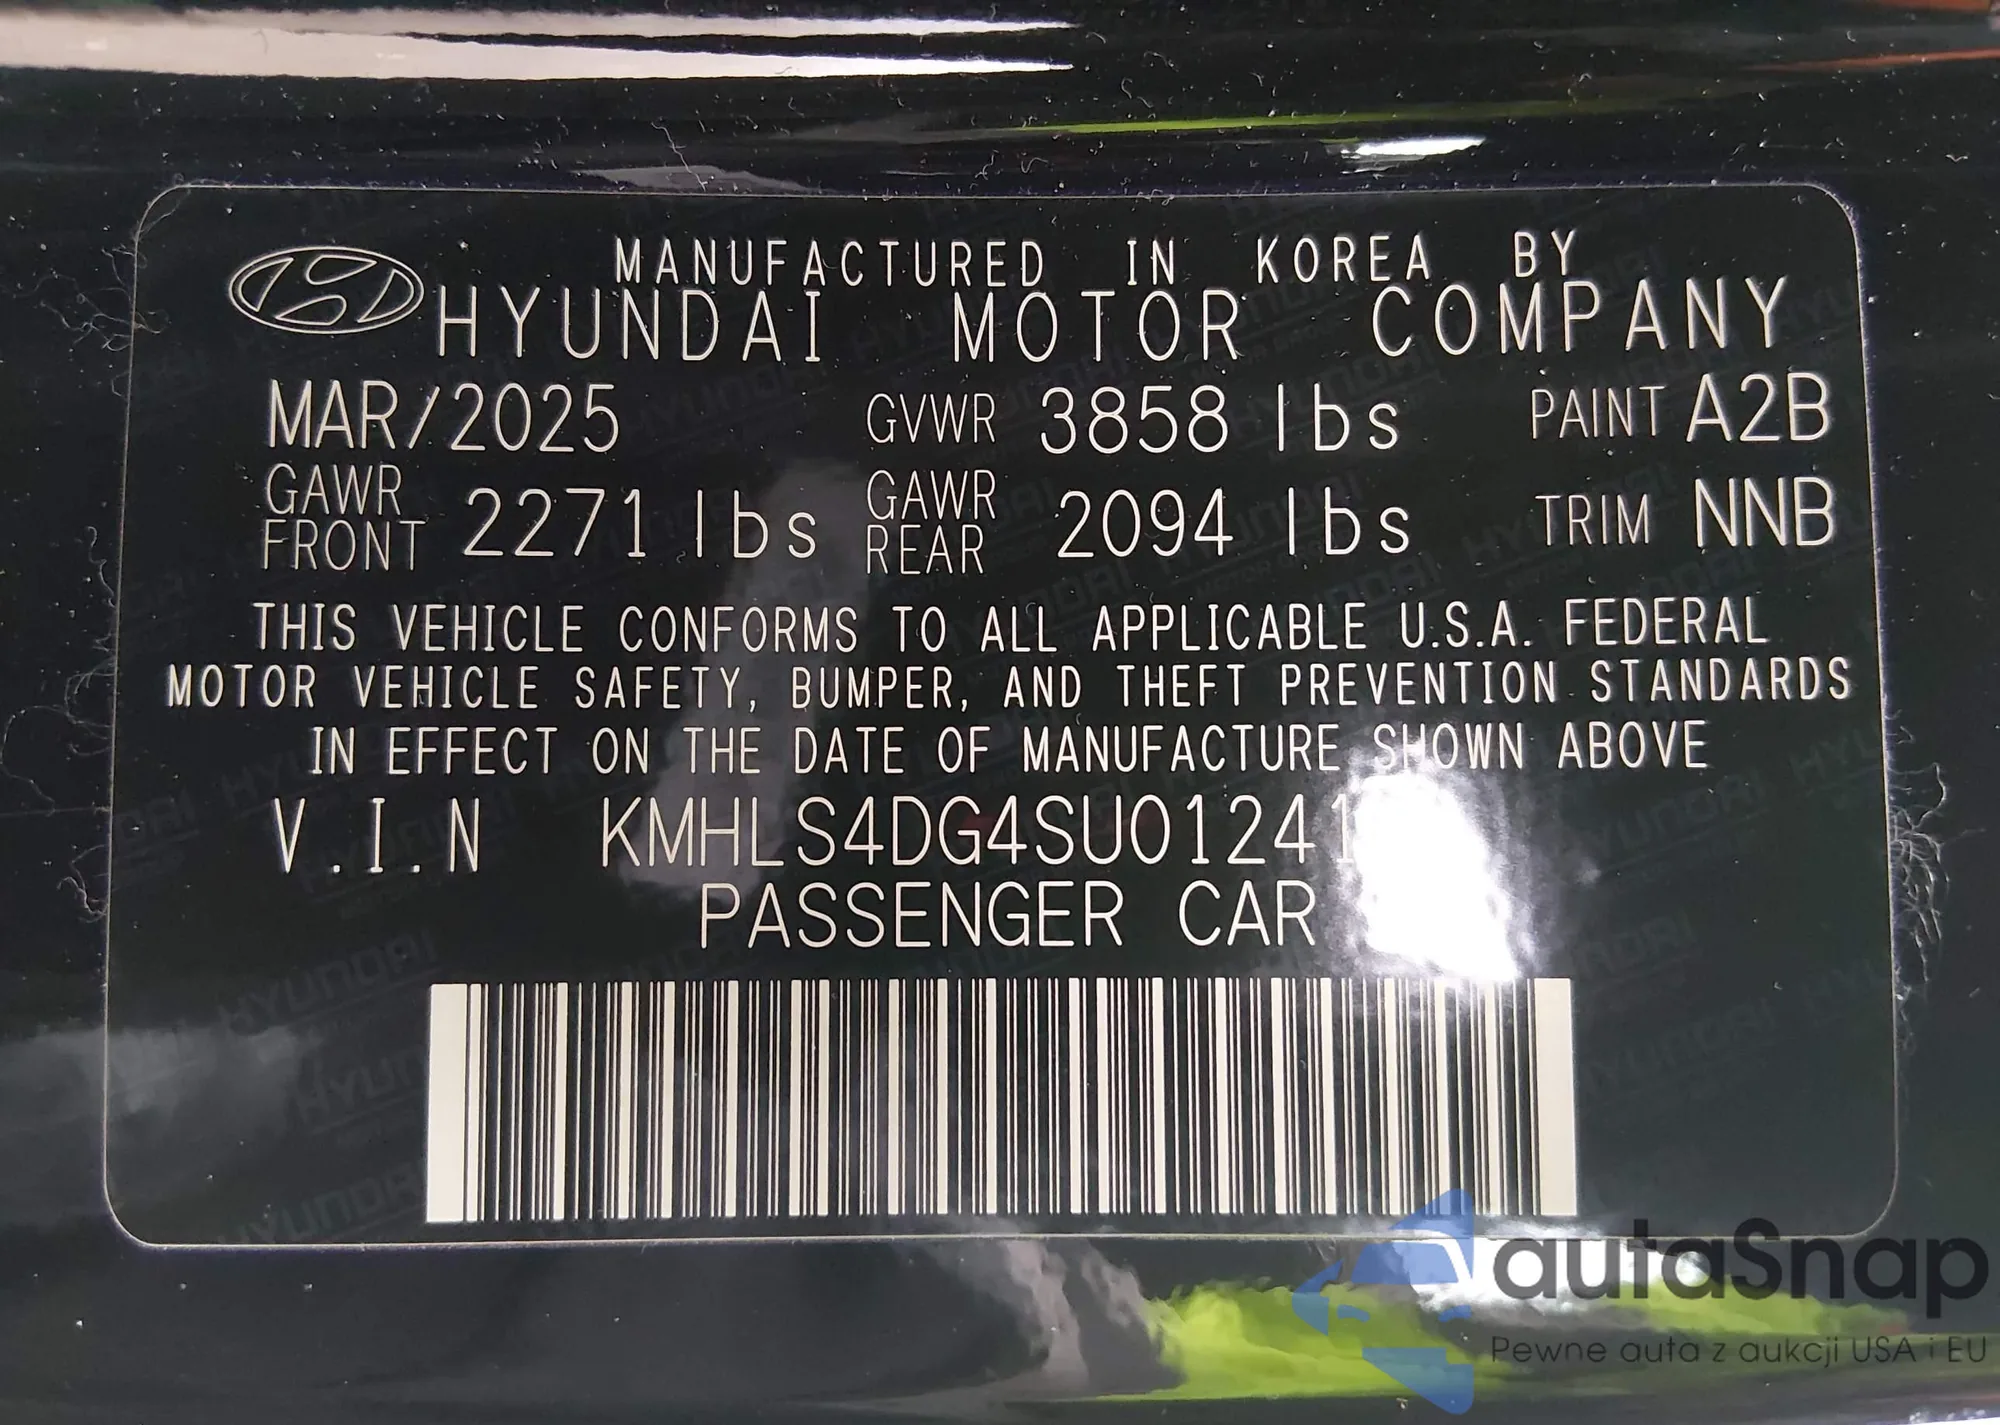 MANUFACTURED IN KOREA BY
HYUNDAI MOTOR COMPANY
MAR/2025 GVWR 3858 lbs PAINT A2B
GAWR FRONT 2271 lbs GAWR REAR 2094 lbs TRIM NNB
THIS VEHICLE CONFORMS TO ALL APPLICABLE U.S.A. FEDERAL
MOTOR VEHICLE SAFETY, BUMPER, AND THEFT PREVENTION STANDARDS
IN EFFECT ON THE DATE OF MANUFACTURE SHOWN ABOVE
V.I.N KMHLS4DG4SU01241
PASSENGER CAR
autaSnap
Pewne auta z aukcji USA i EU